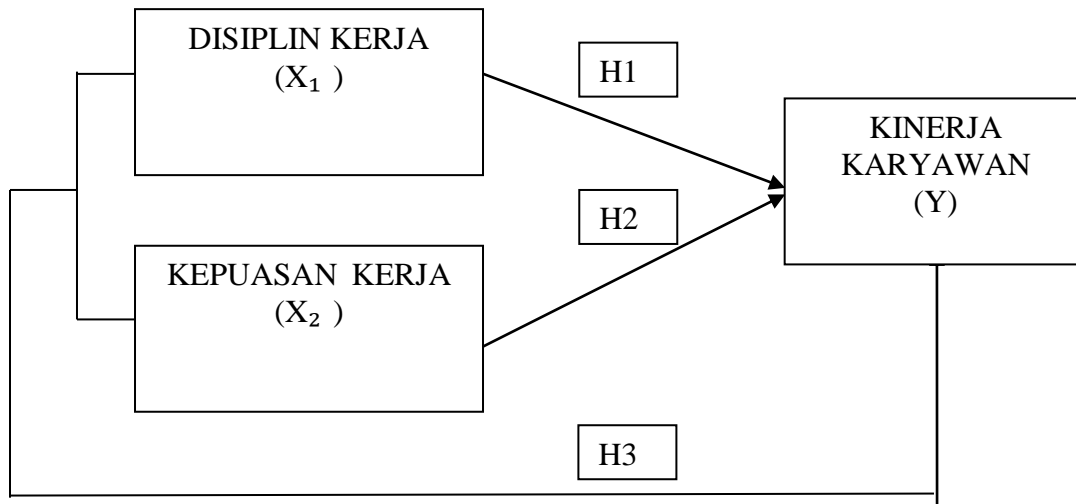 DISIPLIN KERJA
(X₁ )
H1
KINERJA
KARYAWAN
(Y)
H2
KEPUASAN KERJA
(X₂ )
H3